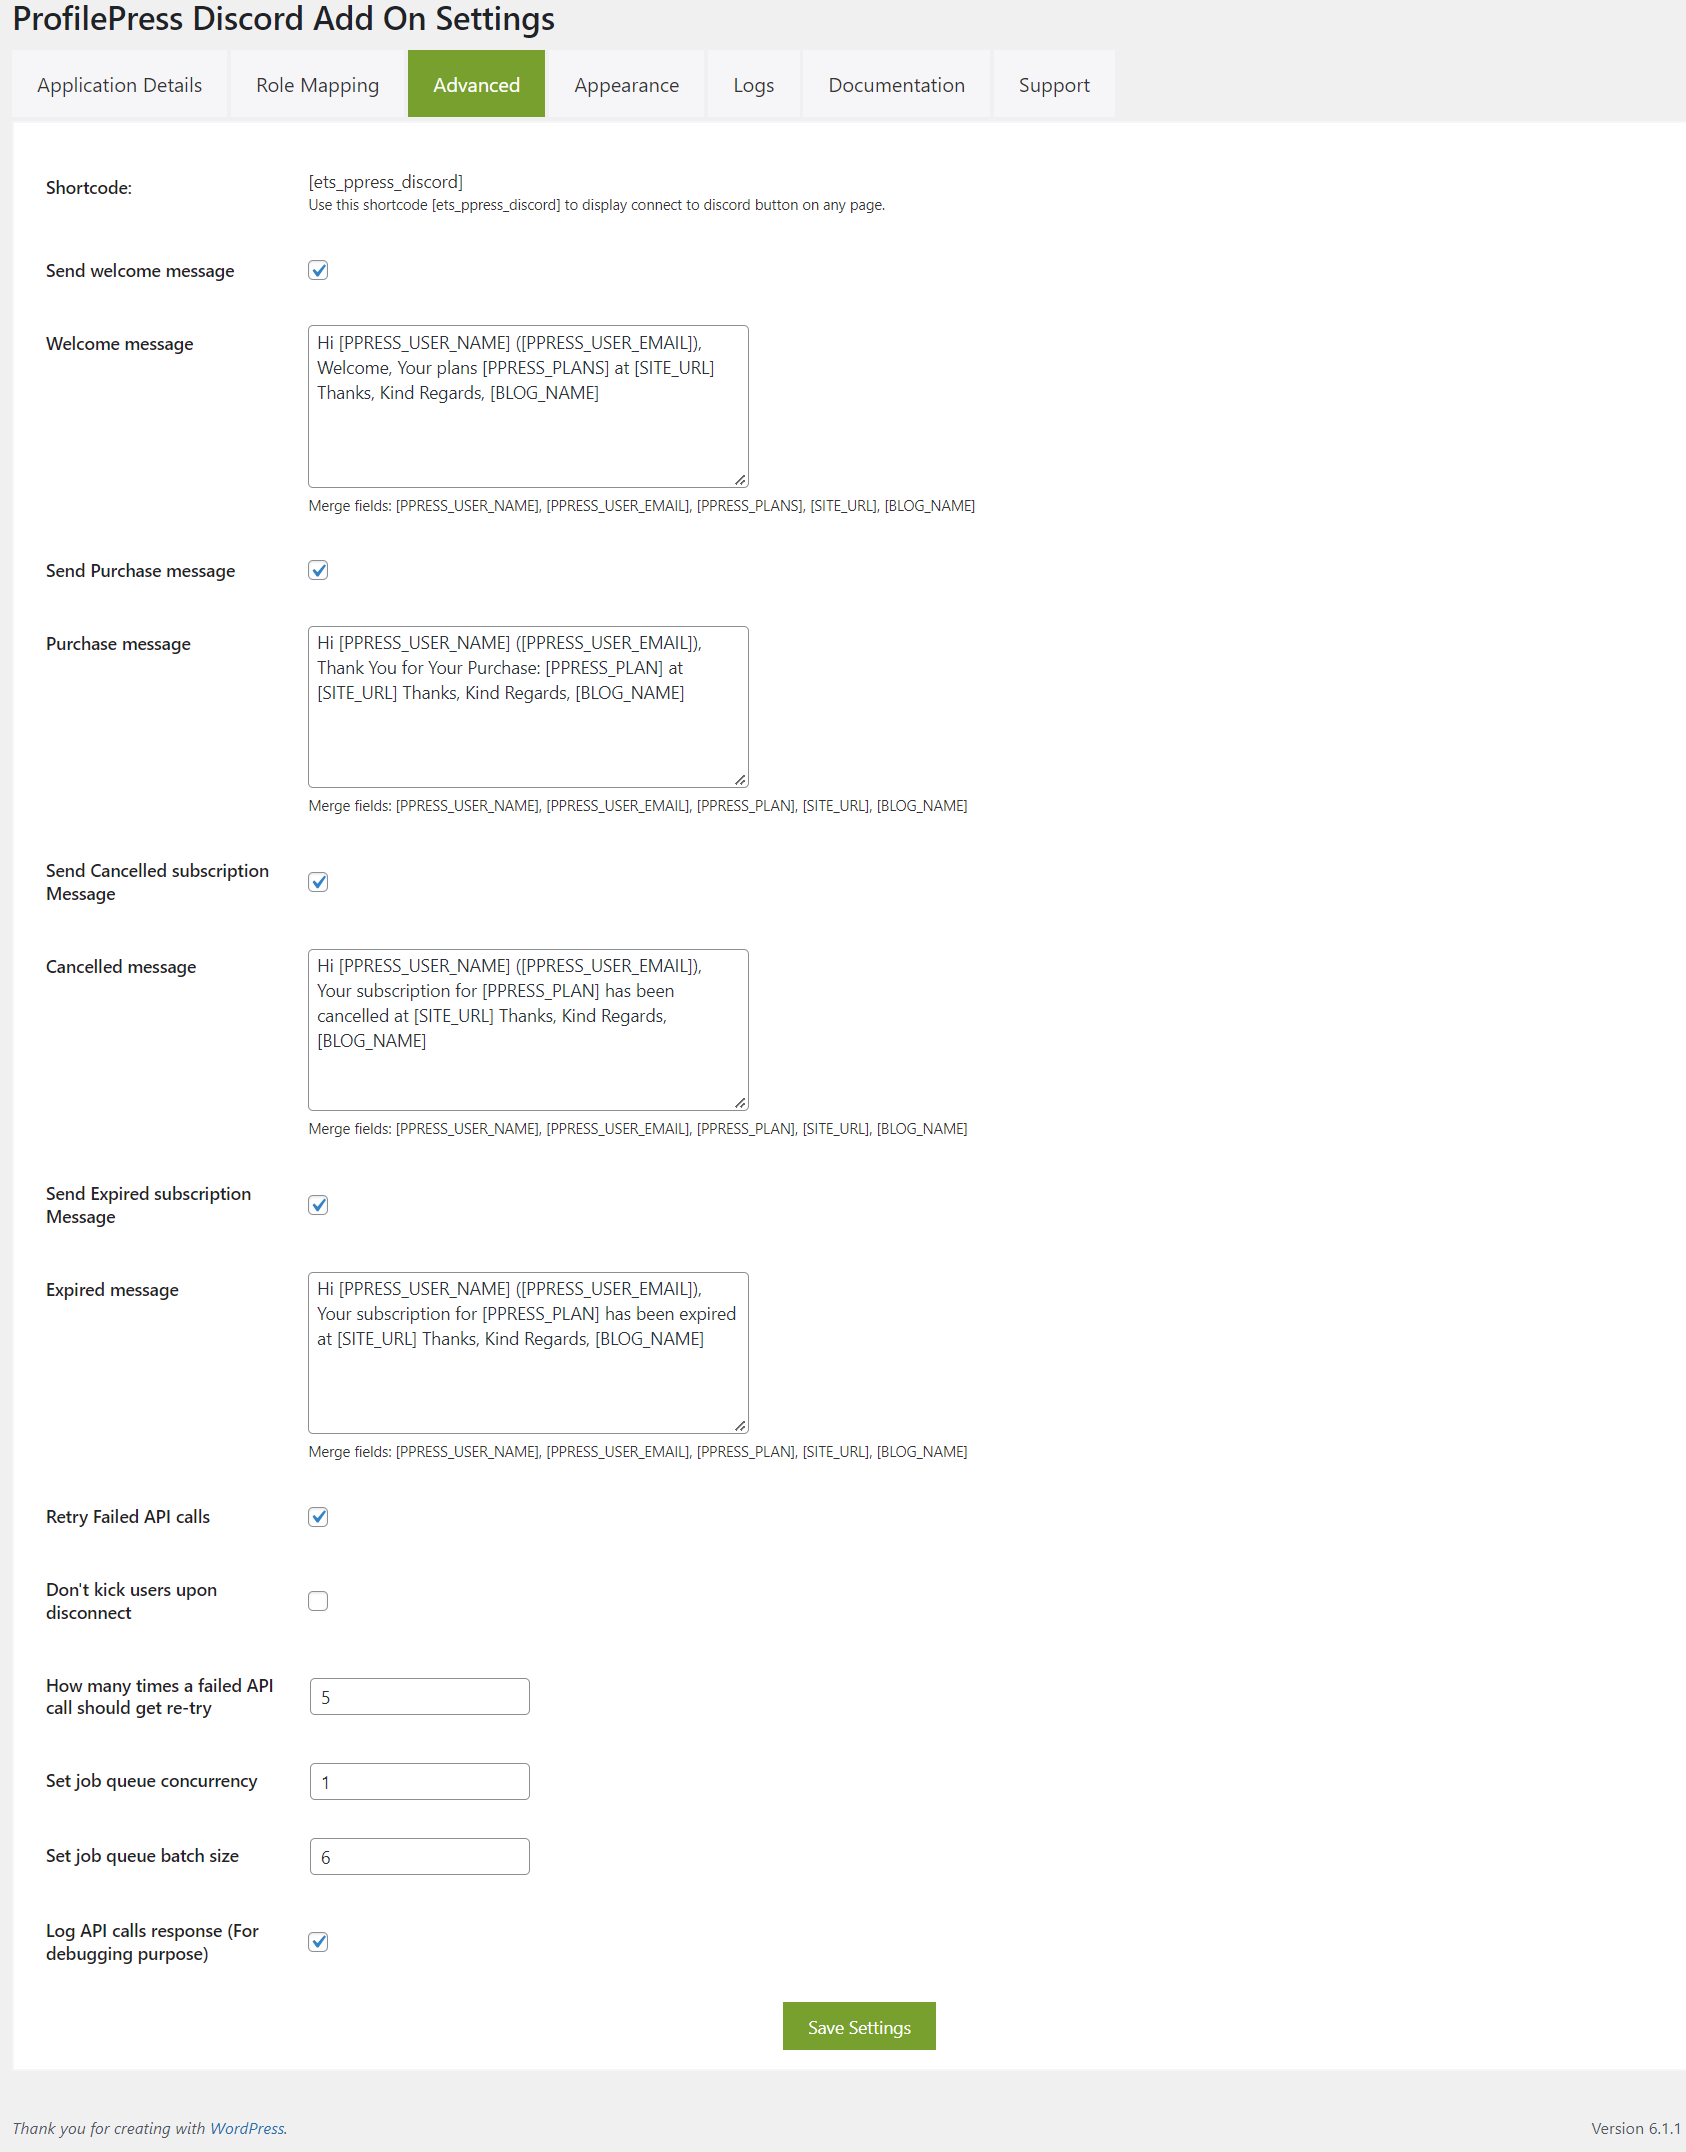 ProfilePress Discord Add On Settings
Application Details
Role Mapping
Advanced
Appearance
Logs
Documentation
Support
Shortcode:
[ets_ppress_discord]
Use this shortcode [ets_ppress_discord] to display connect to discord button on any page.
Send welcome message
Welcome message
Hi [PPRESS_USER_NAME] ([PPRESS_USER_EMAIL]),
Welcome, Your plans [PPRESS_PLANS] at [SITE_URL]
Thanks, Kind Regards, [BLOG_NAME]
Merge fields: [PPRESS_USER_NAME], [PPRESS_USER_EMAIL], [PPRESS_PLANS], [SITE_URL], [BLOG_NAME]
Send Purchase message
Purchase message
Hi [PPRESS_USER_NAME] ([PPRESS_USER_EMAIL]),
Thank You for Your Purchase: [PPRESS_PLAN] at
[SITE_URL] Thanks, Kind Regards, [BLOG_NAME]
Merge fields: [PPRESS_USER_NAME], [PPRESS_USER_EMAIL], [PPRESS_PLAN], [SITE_URL], [BLOG_NAME]
Send Cancelled subscription
Message
Cancelled message
Hi [PPRESS_USER_NAME] ([PPRESS_USER_EMAIL]),
Your subscription for [PPRESS_PLAN] has been
cancelled at [SITE_URL] Thanks, Kind Regards,
[BLOG_NAME]
Merge fields: [PPRESS_USER_NAME], [PPRESS_USER_EMAIL], [PPRESS_PLAN], [SITE_URL], [BLOG_NAME]
Send Expired subscription
Message
Expired message
Hi [PPRESS_USER_NAME] ([PPRESS_USER_EMAIL]),
Your subscription for [PPRESS_PLAN] has been expired
at [SITE_URL] Thanks, Kind Regards, [BLOG_NAME]
Merge fields: [PPRESS_USER_NAME], [PPRESS_USER_EMAIL], [PPRESS_PLAN], [SITE_URL], [BLOG_NAME]
Retry Failed API calls
Don't kick users upon
disconnect
How many times a failed API
call should get re-try
5
Set job queue concurrency
1
Set job queue batch size
6
Log API calls response (For
debugging purpose)
Save Settings
Thank you for creating with WordPress.
Version 6.1.1